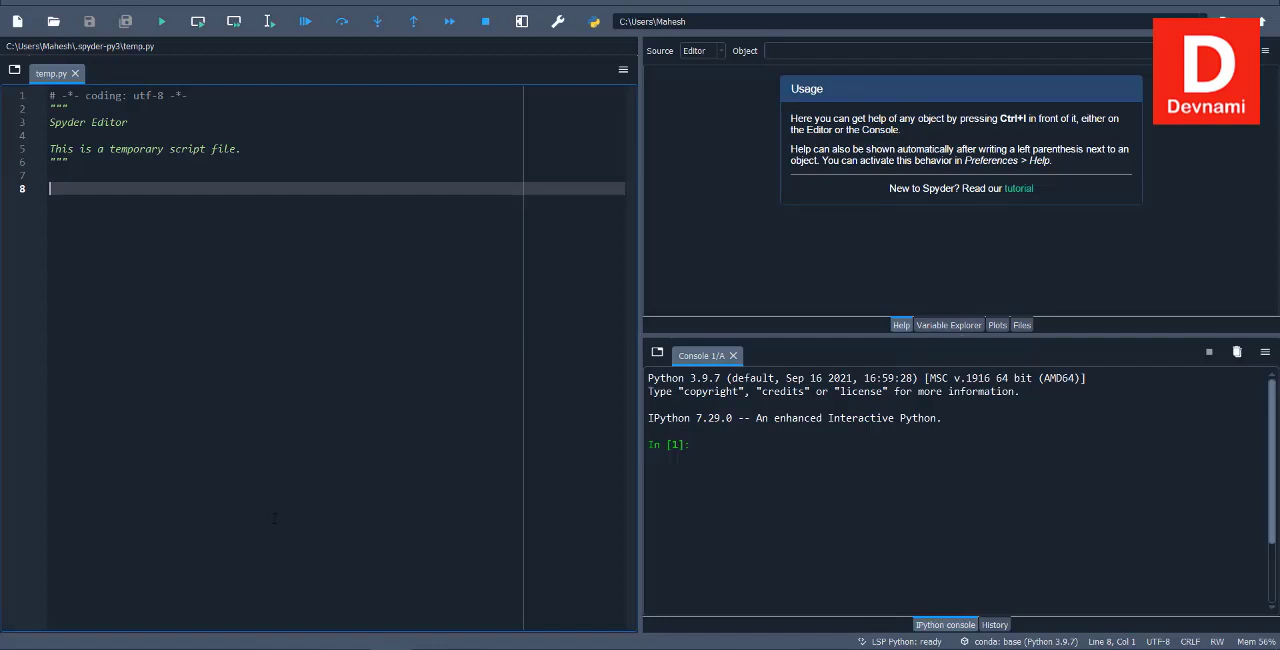 C:\Users\Mahesh
C:\Users\Mahesh\.spyder-py3\temp.py
temp.py
1 # -*- coding: utf-8 -*-
2 """
3 Spyder Editor
4
5 This is a temporary script file.
6 """
7
8
Source Editor Object
D
Devnami
Usage
Here you can get help of any object by pressing Ctrl+I in front of it, either on
the Editor or the Console.
Help can also be shown automatically after writing a left parenthesis next to an
object. You can activate this behavior in Preferences > Help.
New to Spyder? Read our tutorial
Help Variable Explorer Plots Files
Console 1/A
Python 3.9.7 (default, Sep 16 2021, 16:59:28) [MSC v.1916 64 bit (AMD64)]
Type "copyright", "credits" or "license" for more information.
IPython 7.29.0 -- An enhanced Interactive Python.
In [1]:
IPython console History
LSP Python: ready conda: base (Python 3.9.7) Line 8, Col 1 UTF-8 CRLF RW Mem 56%